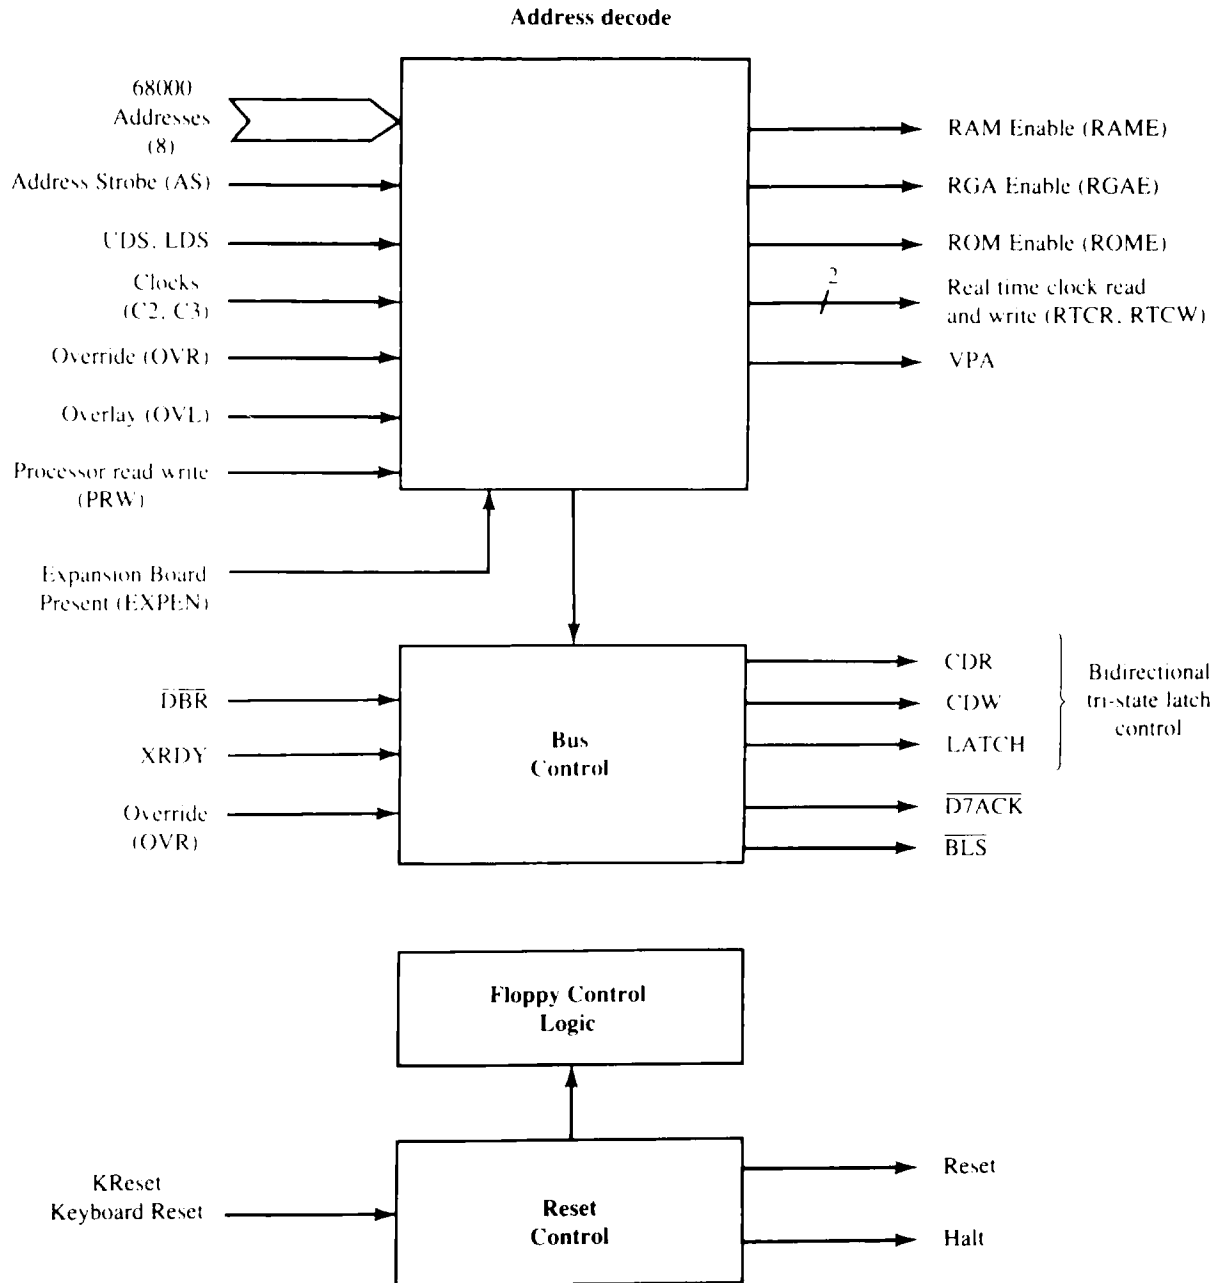 Address decode
68000
Addresses
(8)
Address Strobe (AS)
UDS, LDS
Clocks
(C2, C3)
Override (OVR)
Overlay (OVL)
Processor read write
(PRW)
Expansion Board
Present (EXPEN)
RAM Enable (RAME)
RGA Enable (RGAE)
ROM Enable (ROME)
2
Real time clock read
and write (RTCR, RTCW)
VPA
DBR
XRDY
Override
(OVR)
Bus
Control
CDR
CDW
LATCH
D7ACK
BLS
Bidirectional
tri-state latch
control
Floppy Control
Logic
KReset
Keyboard Reset
Reset
Control
Reset
Halt